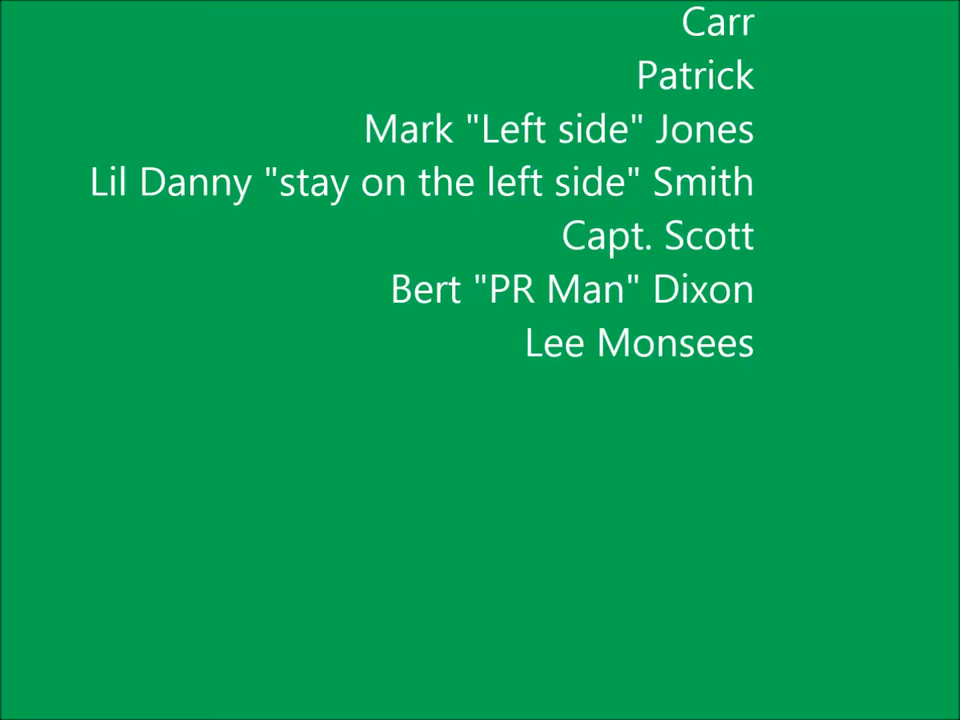 Carr
Patrick
Mark "Left side" Jones
Lil Danny "stay on the left side" Smith
Capt. Scott
Bert "PR Man" Dixon
Lee Monsees